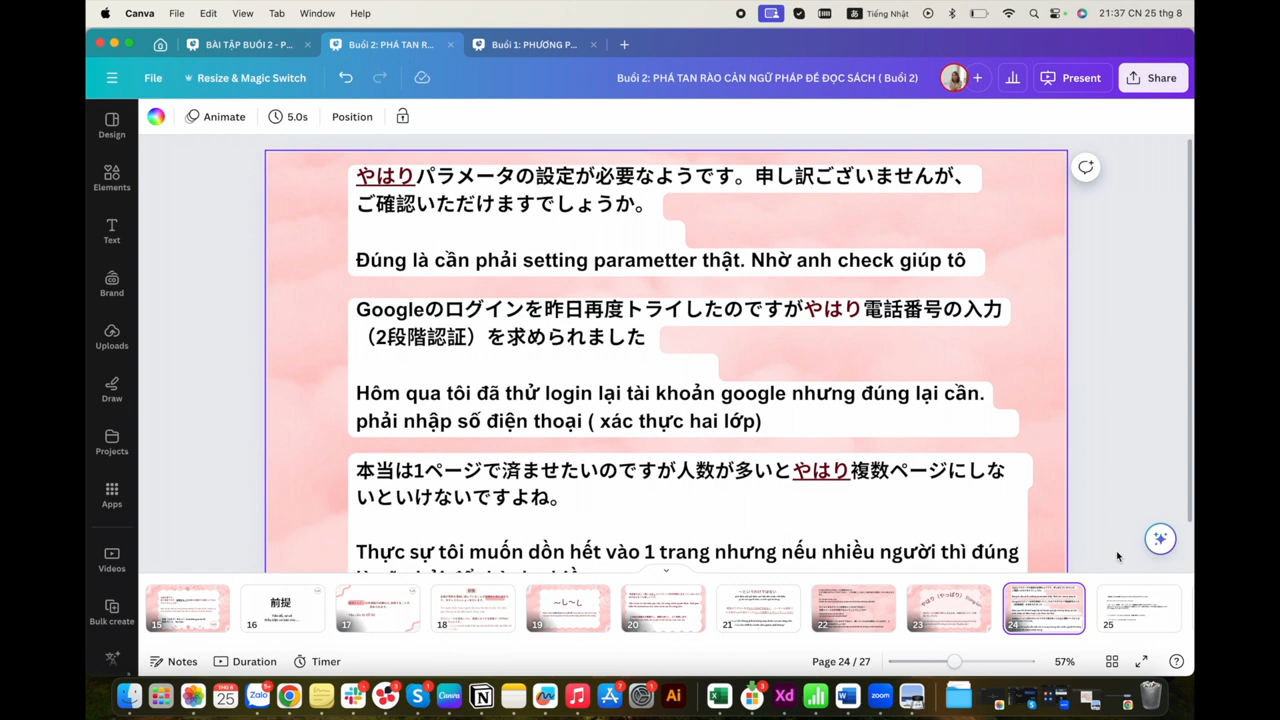 Canva File Edit View Tab Window Help
Tiếng Nhật
21:37 CN 25 thg 8
BÀI TẬP BUỔI 2 - P...
Buổi 2: PHÁ TAN R...
Buổi 1: PHƯƠNG P...
File
Resize & Magic Switch
Buổi 2: PHÁ TAN RÀO CẢN NGỮ PHÁP ĐỂ ĐỌC SÁCH ( Buổi 2)
Present
Share
Animate
5.0s
Position
Design
Elements
Text
Brand
Uploads
Draw
Projects
Apps
Videos
Bulk create
やはりパラメータの設定が必要なようです。申し訳ございませんが、
ご確認いただけますでしょうか。
Đúng là cần phải setting parametter thật. Nhờ anh check giúp tô
Googleのログインを昨日再度トライしたのですがやはり電話番号の入力
（2段階認証）を求められました
Hôm qua tôi đã thử login lại tài khoản google nhưng đúng lại cần.
phải nhập số điện thoại ( xác thực hai lớp)
本当は1ページで済ませたいのですが人数が多いとやはり複数ページにしな
いといけないですよね。
Thực sự tôi muốn dồn hết vào 1 trang nhưng nếu nhiều người thì đúng
15
前提
16
17
18
〜し〜し
19
20
21
22
23
24
25
Notes
Duration
Timer
Page 24 / 27
57%
THG 8
25
Zalo
Canva
Ai
Xd
zoom